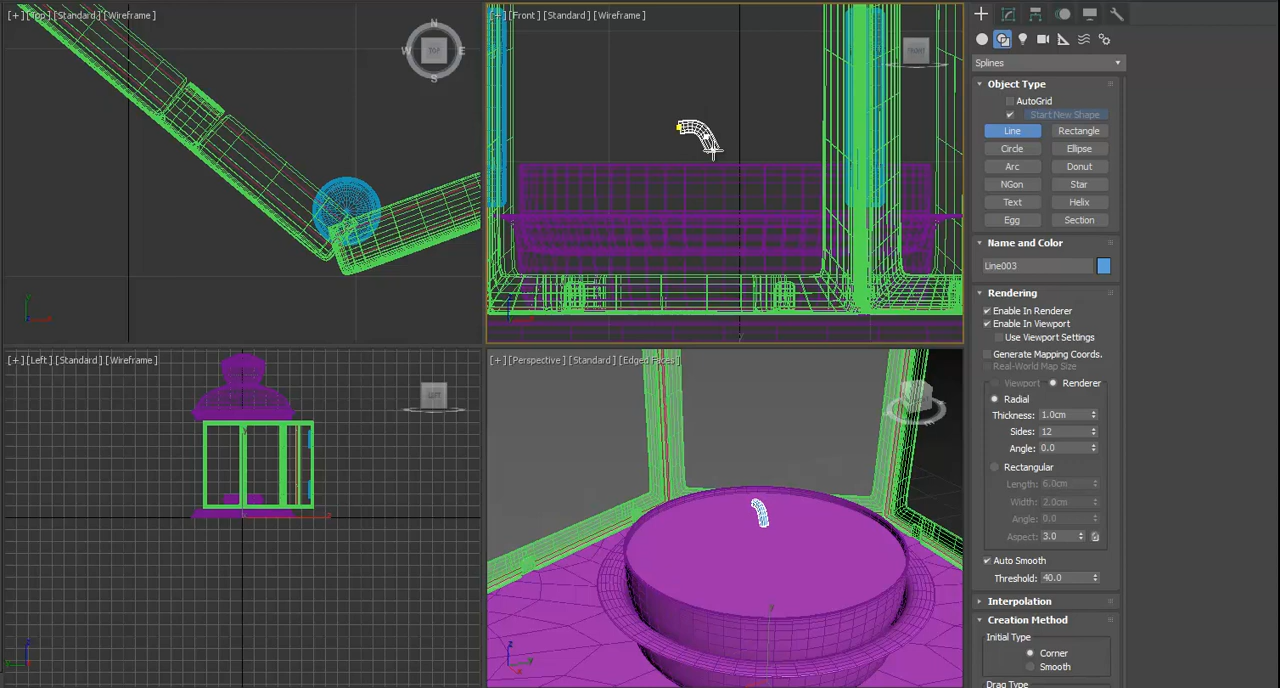 [+] [Top] [Standard] [Wireframe]
N
W TOP E
S
[+] [Front] [Standard] [Wireframe]
FRONT
[+] [Left] [Standard] [Wireframe]
LEFT
[+] [Perspective] [Standard] [Edged Faces]
Splines
Object Type
AutoGrid
Start New Shape
Line Rectangle
Circle Ellipse
Arc Donut
NGon Star
Text Helix
Egg Section
Name and Color
Line003
Rendering
Enable In Renderer
Enable In Viewport
Use Viewport Settings
Generate Mapping Coords.
Real-World Map Size
Viewport Renderer
Radial
Thickness: 1.0cm
Sides: 12
Angle: 0.0
Rectangular
Length: 6.0cm
Width: 2.0cm
Angle: 0.0
Aspect: 3.0
Auto Smooth
Threshold: 40.0
Interpolation
Creation Method
Initial Type
Corner
Smooth
Drag Type